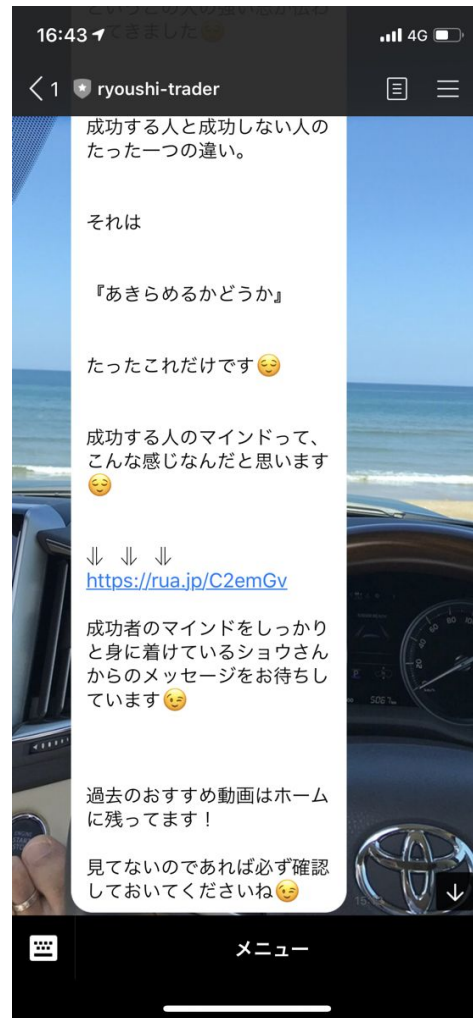 16:43
4G
1
ryoushi-trader
てきました
成功する人と成功しない人の
たった一つの違い。
それは
『あきらめるかどうか』
たったこれだけです😌
成功する人のマインドって、
こんな感じなんだと思います
😌
⇓ ⇓ ⇓
https://rua.jp/C2emGv
成功者のマインドをしっかり
と身に着けているショウさん
からのメッセージをお待ちし
ています😉
過去のおすすめ動画はホーム
に残ってます！
見てないのであれば必ず確認
しておいてくださいね😉
メニュー